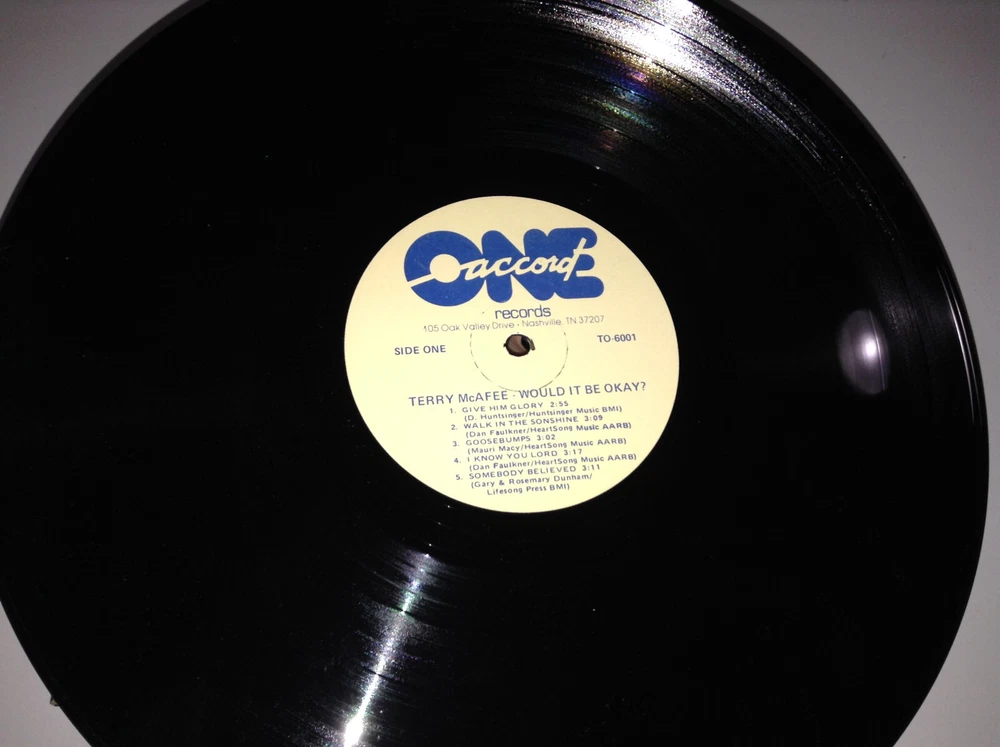 ONE
accord
records
105 Oak Valley Drive - Nashville, TN 37207
SIDE ONE
TO-6001
TERRY McAFEE - WOULD IT BE OKAY?
1. GIVE HIM GLORY 2:55
(D. Huntsinger/Huntsinger Music BMI)
2. WALK IN THE SONSHINE 3:09
(Dan Faulkner/HeartSong Music AARB)
3. GOOSEBUMPS 3:02
(Mauri Macy/HeartSong Music AARB)
4. I KNOW YOU LORD 3:17
(Dan Faulkner/HeartSong Music AARB)
5. SOMEBODY BELIEVED 3:11
(Gary & Rosemary Dunham/
Lifesong Press BMI)